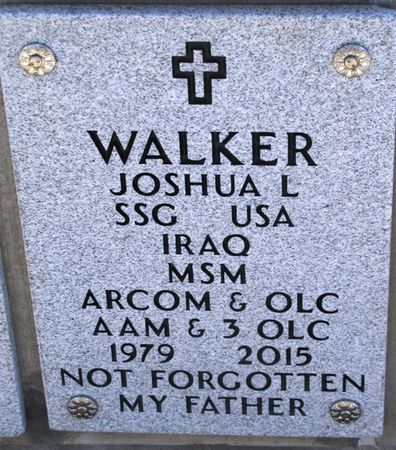 WALKER
JOSHUA L
SSG USA
IRAQ
MSM
ARCOM & OLC
AAM & 3 OLC
1979 2015
NOT FORGOTTEN
MY FATHER